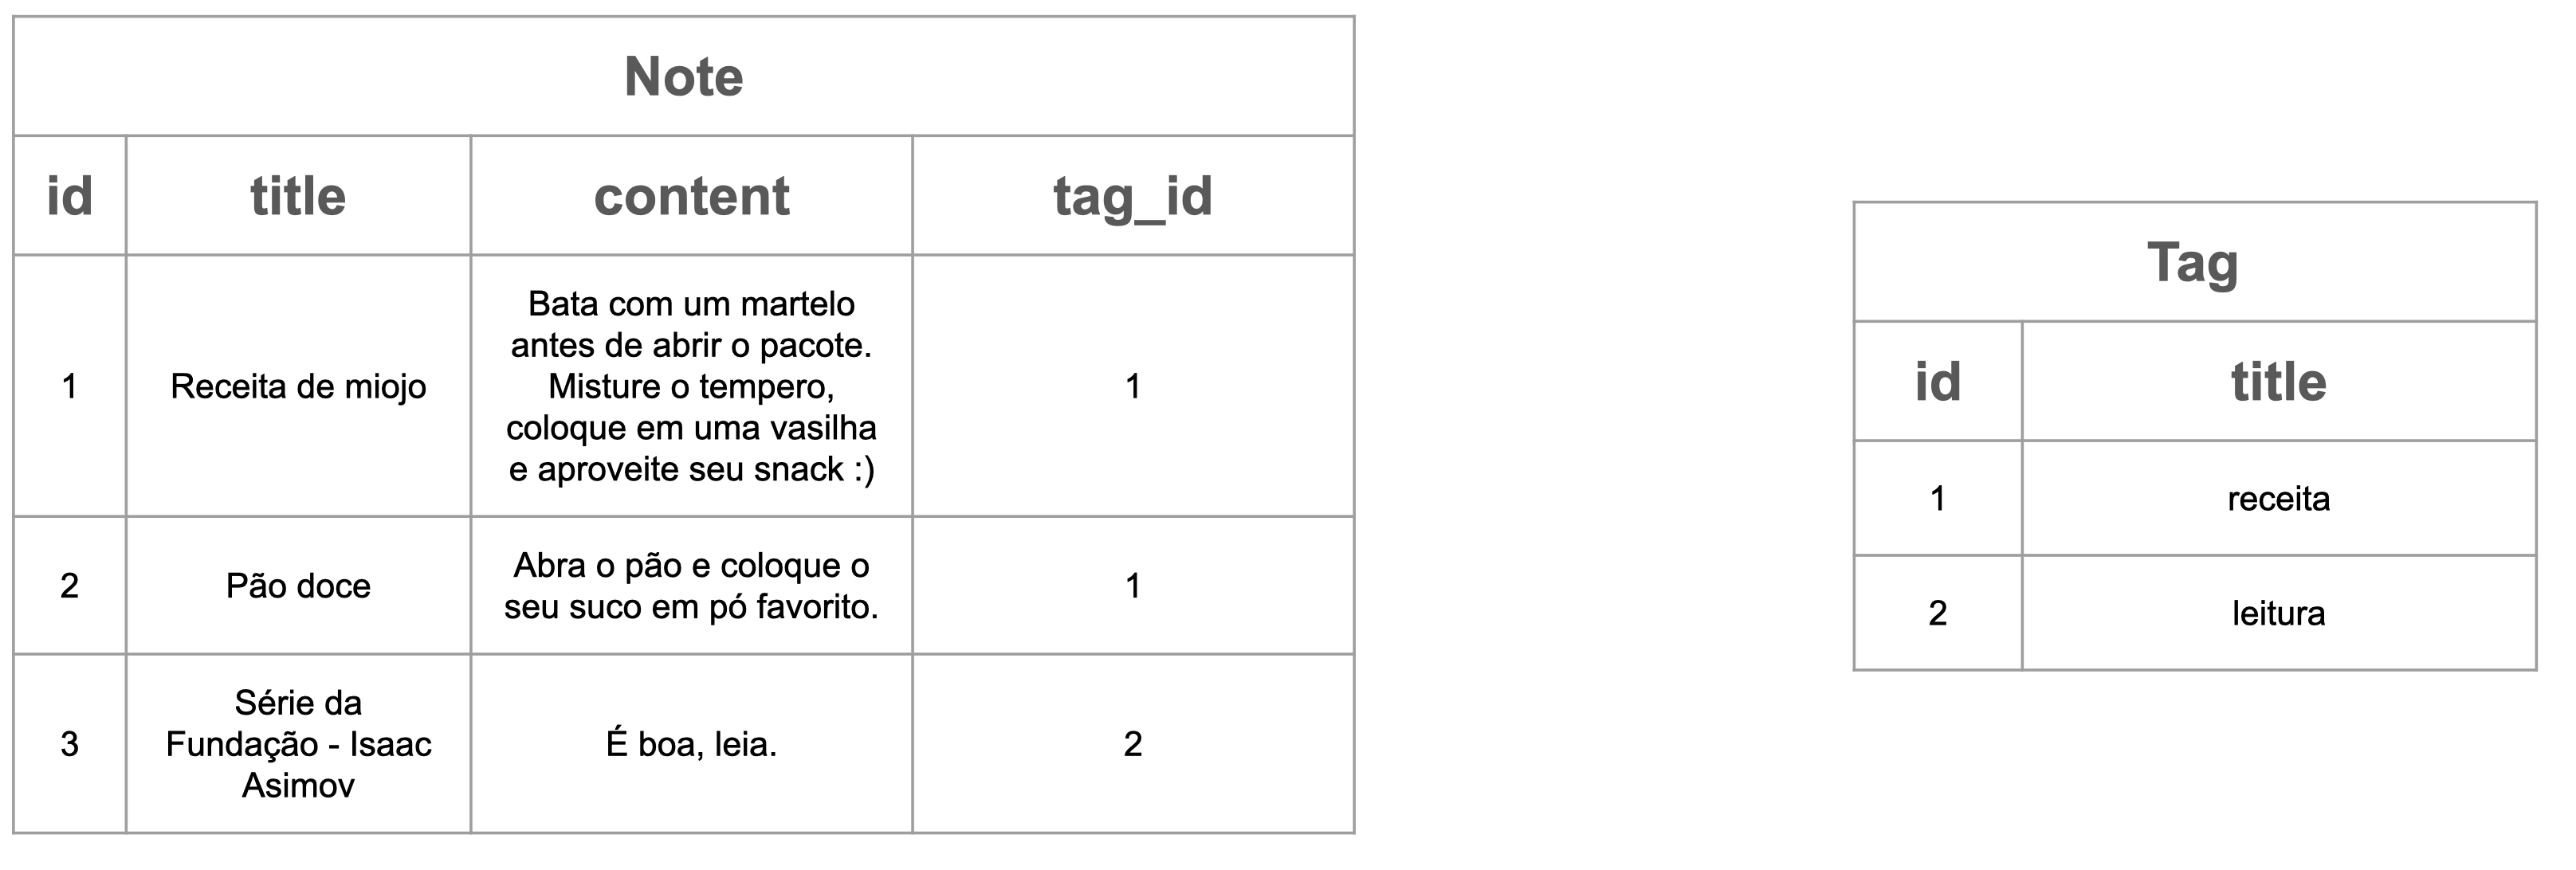 Note
id title content tag_id
1
Receita de miojo
Bata com um martelo
antes de abrir o pacote.
Misture o tempero,
coloque em uma vasilha
e aproveite seu snack :)
1
2
Pão doce
Abra o pão e coloque o
seu suco em pó favorito.
1
3
Série da
Fundação - Isaac
Asimov
É boa, leia.
2
Tag
id title
1 receita
2 leitura